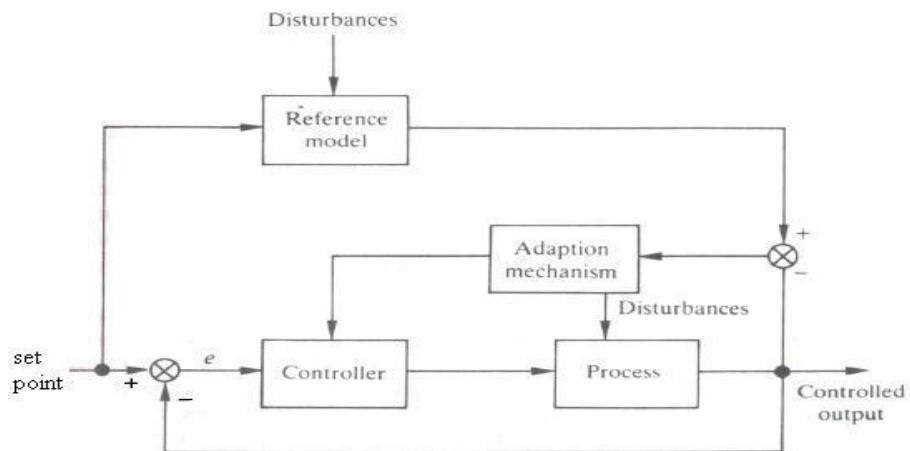 Disturbances
Reference
model
+
Adaption
mechanism
−
Disturbances
set
point
e
+
Controller
Process
−
Controlled
output